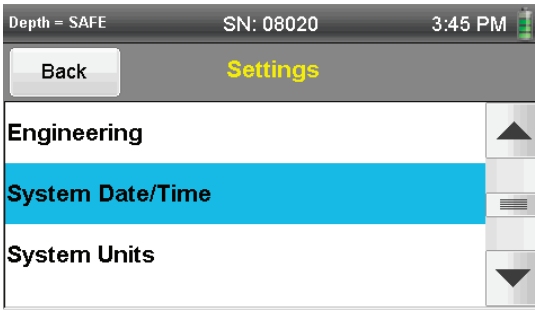 Depth = SAFE SN: 08020 3:45 PM
Back Settings
Engineering
System Date/Time
System Units